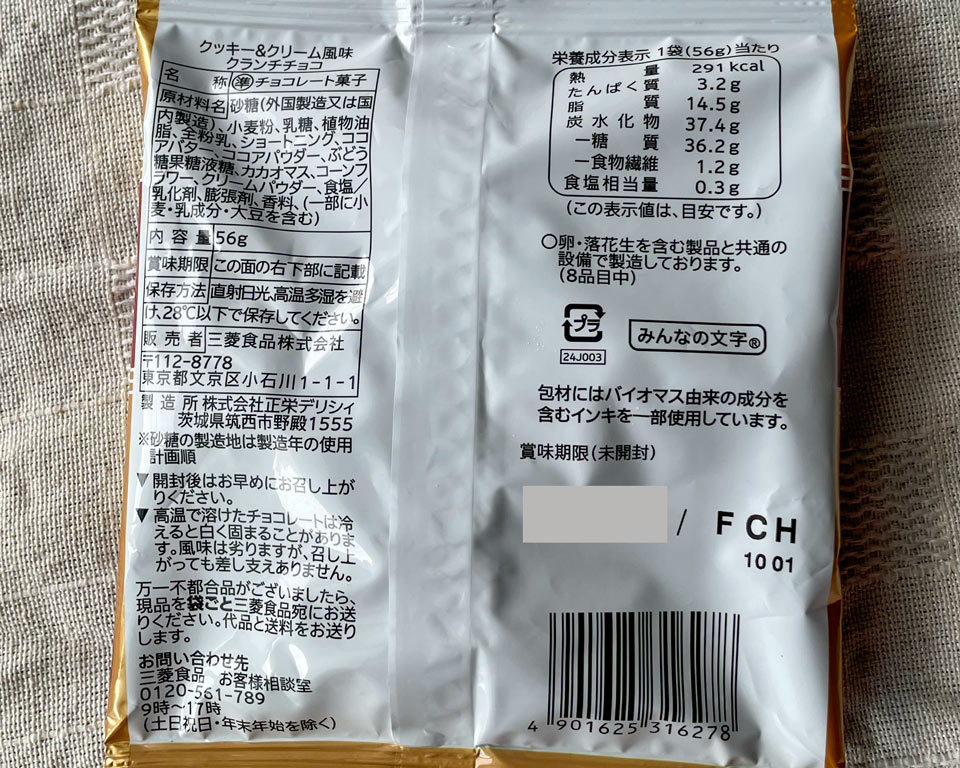 クッキー&クリーム風味
クランチチョコ
名 称 準チョコレート菓子
原材料名 砂糖(外国製造又は国
内製造)、小麦粉、乳糖、植物油
脂、全粉乳、ショートニング、ココ
アバター、ココアパウダー、ぶどう
糖果糖液糖、カカオマス、コーンフ
ラワー、クリームパウダー、食塩/
乳化剤、膨張剤、香料、(一部に小
麦・乳成分・大豆を含む)
内 容 量 56g
賞味期限 この面の右下部に記載
保存方法 直射日光、高温多湿を避
け、28℃以下で保存してください。
販 売 者 三菱食品株式会社
〒112-8778
東京都文京区小石川1-1-1
製 造 所 株式会社正栄デリシィ
茨城県筑西市野殿1555
※砂糖の製造地は製造年の使用
計画順
▼開封後はお早めにお召し上が
りください。
▼高温で溶けたチョコレートは冷
えると白く固まることがありま
す。風味は劣りますが、召し上
がっても差し支えありません。
万一不都合品がございましたら、
現品を袋ごと三菱食品宛にお送
りください。代品と送料をお送り
します。
お問い合わせ先
三菱食品 お客様相談室
0120-561-789
9時〜17時
(土日祝日・年末年始を除く)
栄養成分表示 1袋(56g)当たり
熱 量 291kcal
たんぱく質 3.2g
脂 質 14.5g
炭水化物 37.4g
―糖 質 36.2g
―食物繊維 1.2g
食塩相当量 0.3g
(この表示値は、目安です。)
○卵・落花生を含む製品と共通の
設備で製造しております。
(8品目中)
プラ
24J003
みんなの文字®
包材にはバイオマス由来の成分を
含むインキを一部使用しています。
賞味期限(未開封)
/ FCH
10 01
4 901625 316278